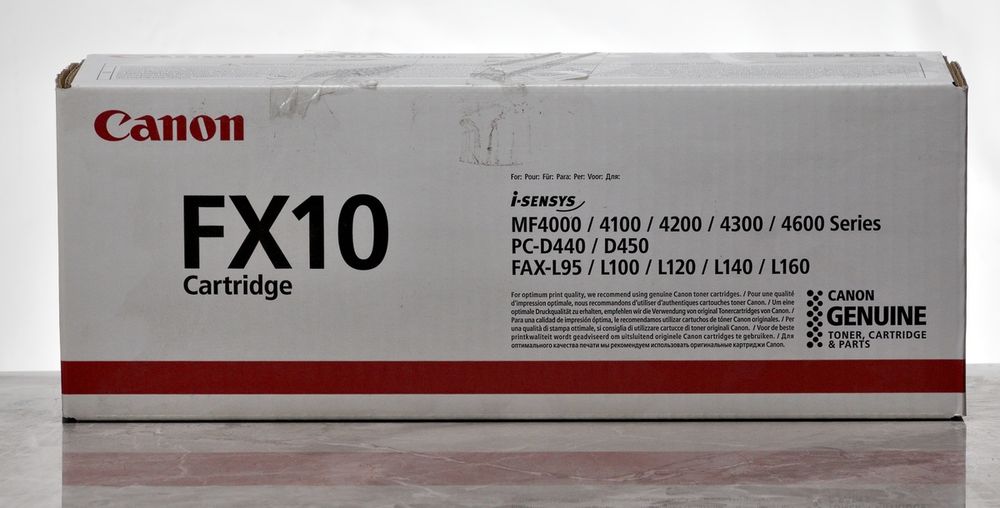 Canon
FX10
Cartridge
For: Pour: Für: Para: Per: Voor: Для:
i-SENSYS
MF4000 / 4100 / 4200 / 4300 / 4600 Series
PC-D440 / D450
FAX-L95 / L100 / L120 / L140 / L160
For optimum print quality, we recommend using genuine Canon toner cartridges. / Pour une qualité
d'impression optimale, nous recommandons d'utiliser d'authentiques cartouches toner Canon. / Um eine
optimale Druckqualität zu erhalten, empfehlen wir die Verwendung von original Tonercartridges von Canon. /
Para una calidad de impresión óptima, le recomendamos utilizar cartuchos de tóner Canon originales. / Per
una qualità di stampa ottimale, si consiglia di utilizzare cartucce di toner originali Canon. / Voor de beste
printkwaliteit wordt geadviseerd om uitsluitend originele Canon cartridges te gebruiken. / Для
оптимального качества печати мы рекомендуем использовать оригинальные картриджи Canon.
CANON
GENUINE
TONER, CARTRIDGE
& PARTS